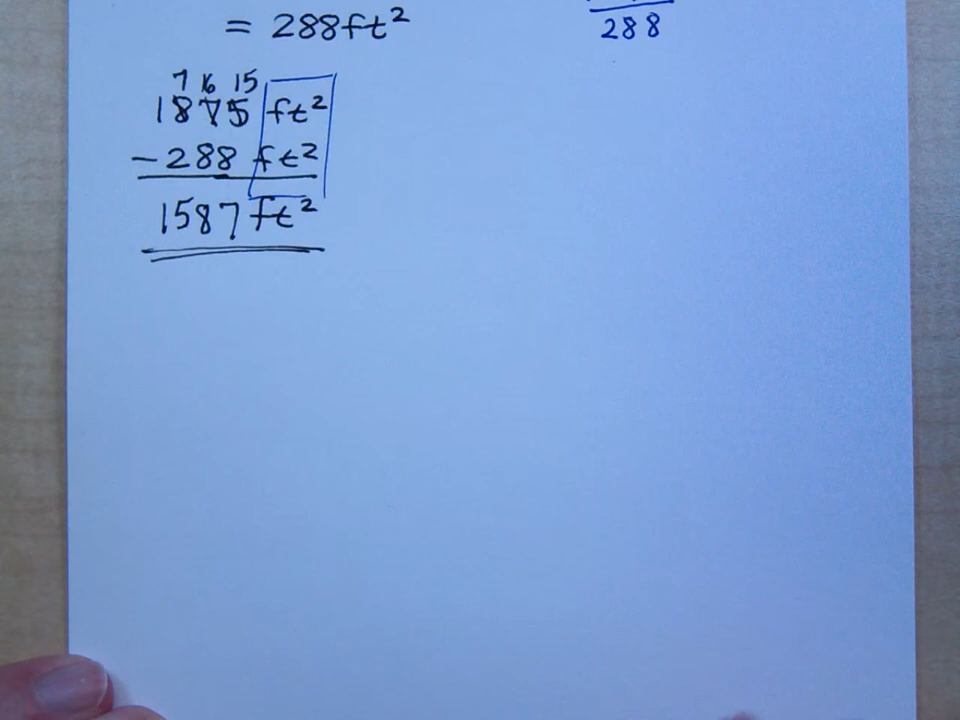 = 288ft²
288
7 16 15
1875 ft²
-288 ft²
1587 ft²